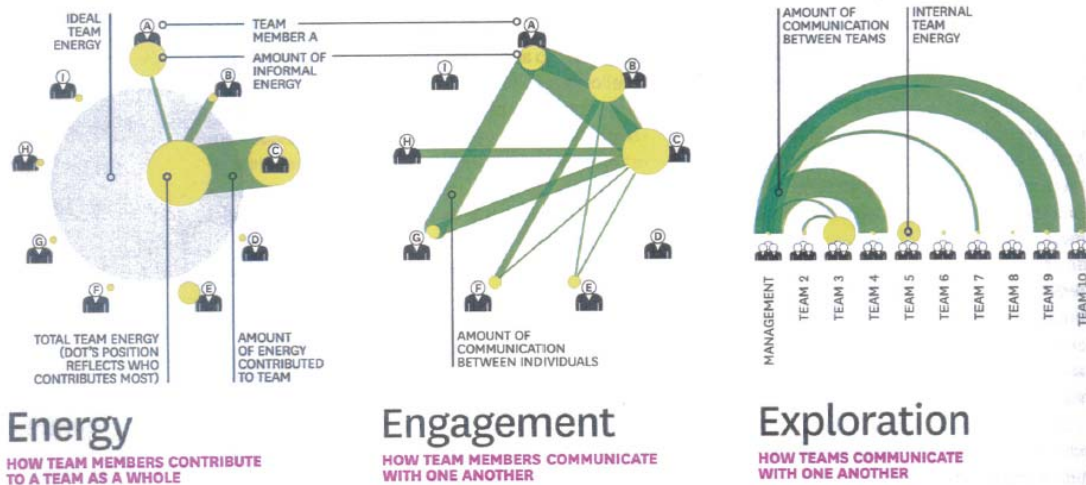 IDEAL
TEAM
ENERGY
A
TEAM
MEMBER A
AMOUNT OF
INFORMAL
ENERGY
I
B
H
C
G
D
F
E
TOTAL TEAM ENERGY
(DOT'S POSITION
REFLECTS WHO
CONTRIBUTES MOST)
AMOUNT
OF ENERGY
CONTRIBUTED
TO TEAM
Energy
HOW TEAM MEMBERS CONTRIBUTE
TO A TEAM AS A WHOLE
A
I
B
H
C
G
D
F
E
AMOUNT OF
COMMUNICATION
BETWEEN INDIVIDUALS
Engagement
HOW TEAM MEMBERS COMMUNICATE
WITH ONE ANOTHER
AMOUNT OF
COMMUNICATION
BETWEEN TEAMS
INTERNAL
TEAM
ENERGY
MANAGEMENT
TEAM 2
TEAM 3
TEAM 4
TEAM 5
TEAM 6
TEAM 7
TEAM 8
TEAM 9
TEAM 10
Exploration
HOW TEAMS COMMUNICATE
WITH ONE ANOTHER